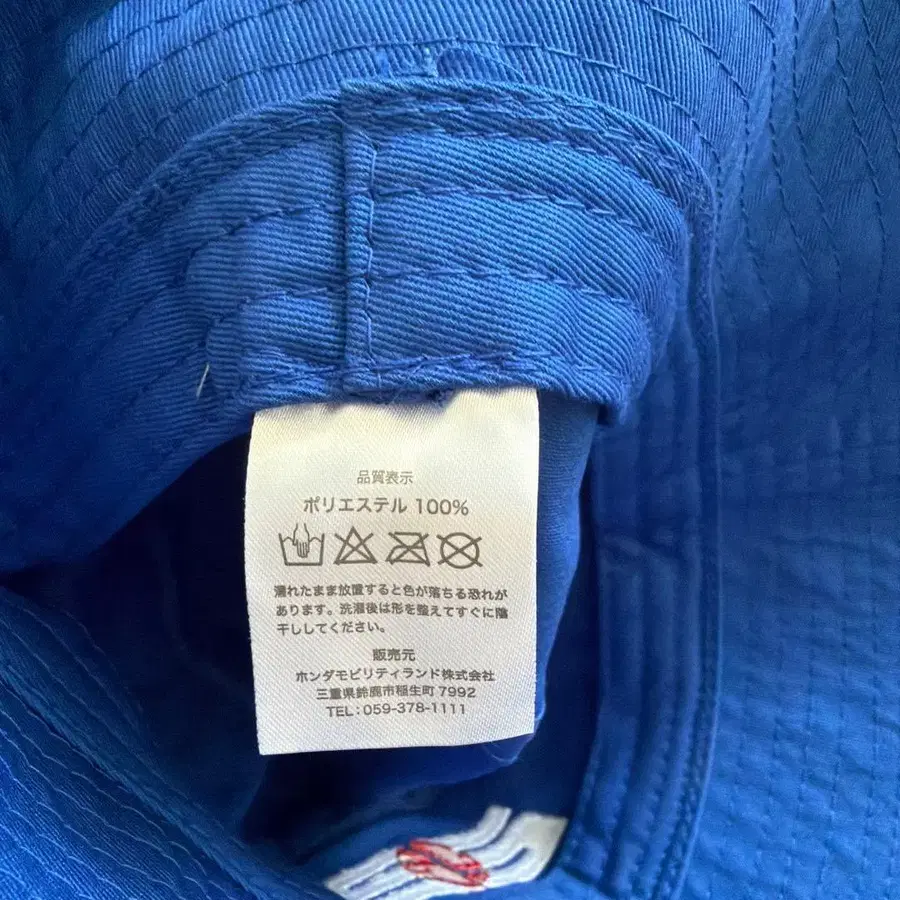 品質表示
ポリエステル 100%
濡れたまま放置すると色が落ちる恐れが
あります。洗濯後は形を整えてすぐに陰
干ししてください。
販売元
ホンダモビリティランド株式会社
三重県鈴鹿市稲生町 7992
TEL:059-378-1111